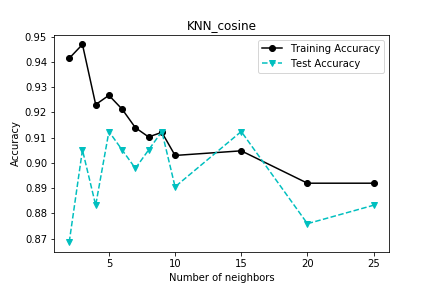 KNN_cosine
Training Accuracy
Test Accuracy
Accuracy
0.95
0.94
0.93
0.92
0.91
0.90
0.89
0.88
0.87
5 10 15 20 25
Number of neighbors